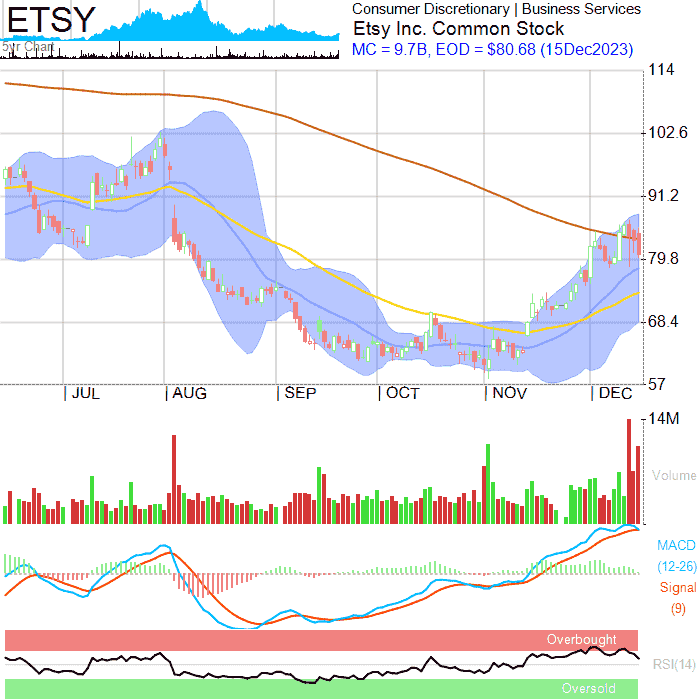 ETSY
5yr Chart
Consumer Discretionary | Business Services
Etsy Inc. Common Stock
MC = 9.7B, EOD = $80.68 (15Dec2023)
114
102.6
91.2
79.8
68.4
57
JUL AUG SEP OCT NOV DEC
14M
Volume
MACD
(12-26)
Signal
(9)
Overbought
RSI(14)
Oversold